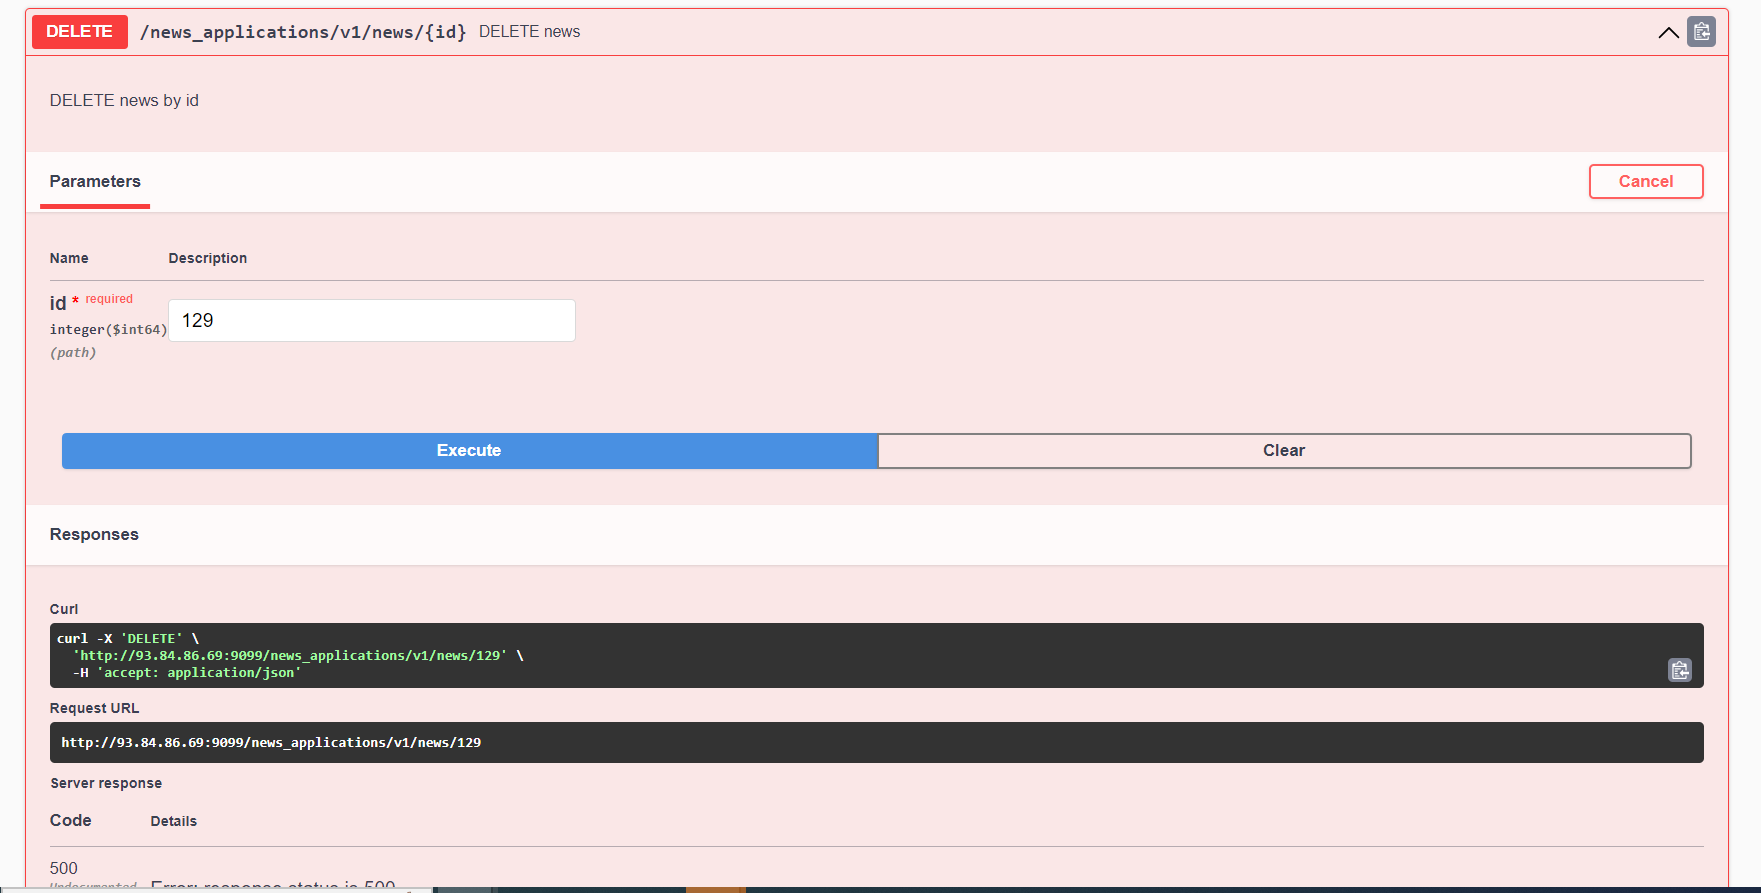 DELETE /news_applications/v1/news/{id} DELETE news
DELETE news by id
Parameters
Cancel
Name Description
id * required
integer($int64)
(path)
129
Execute Clear
Responses
Curl
curl -X 'DELETE' \
'http://93.84.86.69:9099/news_applications/v1/news/129' \
-H 'accept: application/json'
Request URL
http://93.84.86.69:9099/news_applications/v1/news/129
Server response
Code Details
500
Undocumented Error: response status is 500